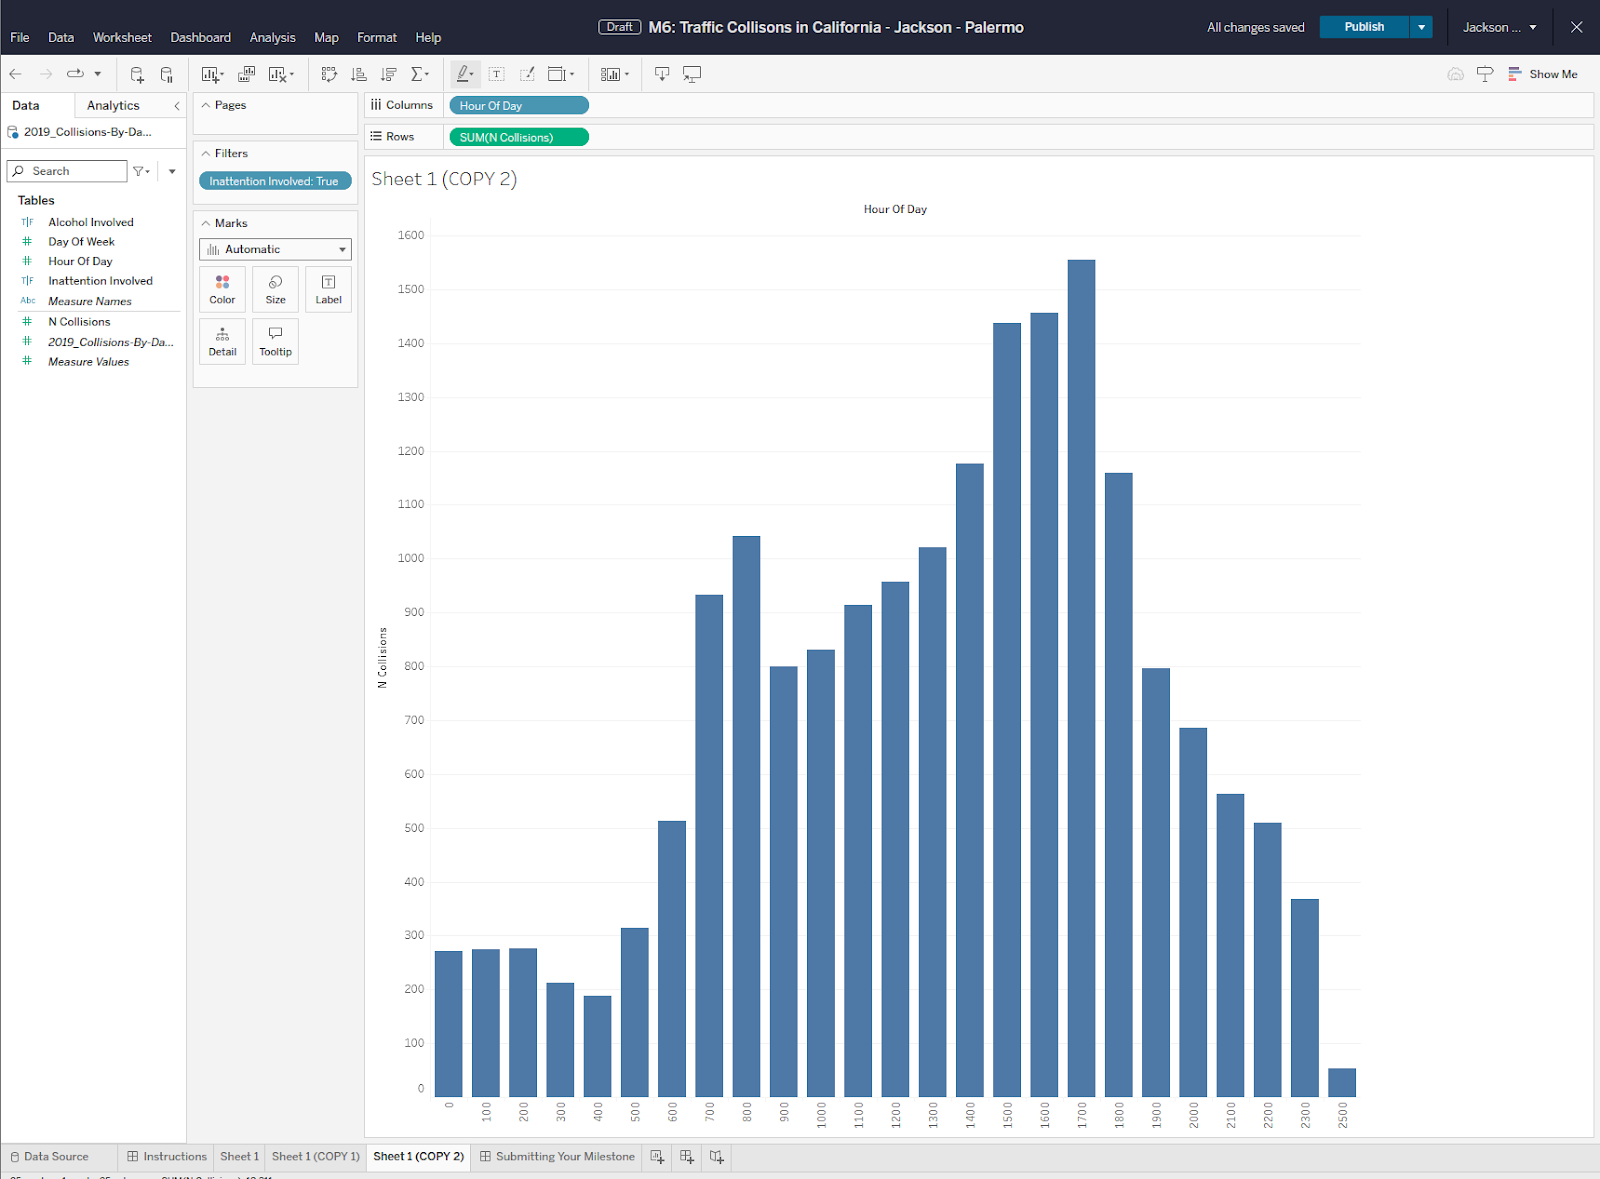 Draft M6: Traffic Collisons in California - Jackson - Palermo
All changes saved
Publish
Jackson ...
File Data Worksheet Dashboard Analysis Map Format Help
Show Me
Data Analytics
2019_Collisions-By-Da...
Search
Tables
T|F Alcohol Involved
# Day Of Week
# Hour Of Day
T|F Inattention Involved
Abc Measure Names
# N Collisions
# 2019_Collisions-By-Da...
# Measure Values
Pages
Filters
Inattention Involved: True
Marks
Automatic
Color Size Label
Detail Tooltip
Columns Hour Of Day
Rows SUM(N Collisions)
Sheet 1 (COPY 2)
Hour Of Day
N Collisions
1600
1500
1400
1300
1200
1100
1000
900
800
700
600
500
400
300
200
100
0
0 100 200 300 400 500 600 700 800 900 1000 1100 1200 1300 1400 1500 1600 1700 1800 1900 2000 2100 2200 2300 2500
Data Source Instructions Sheet 1 Sheet 1 (COPY 1) Sheet 1 (COPY 2) Submitting Your Milestone